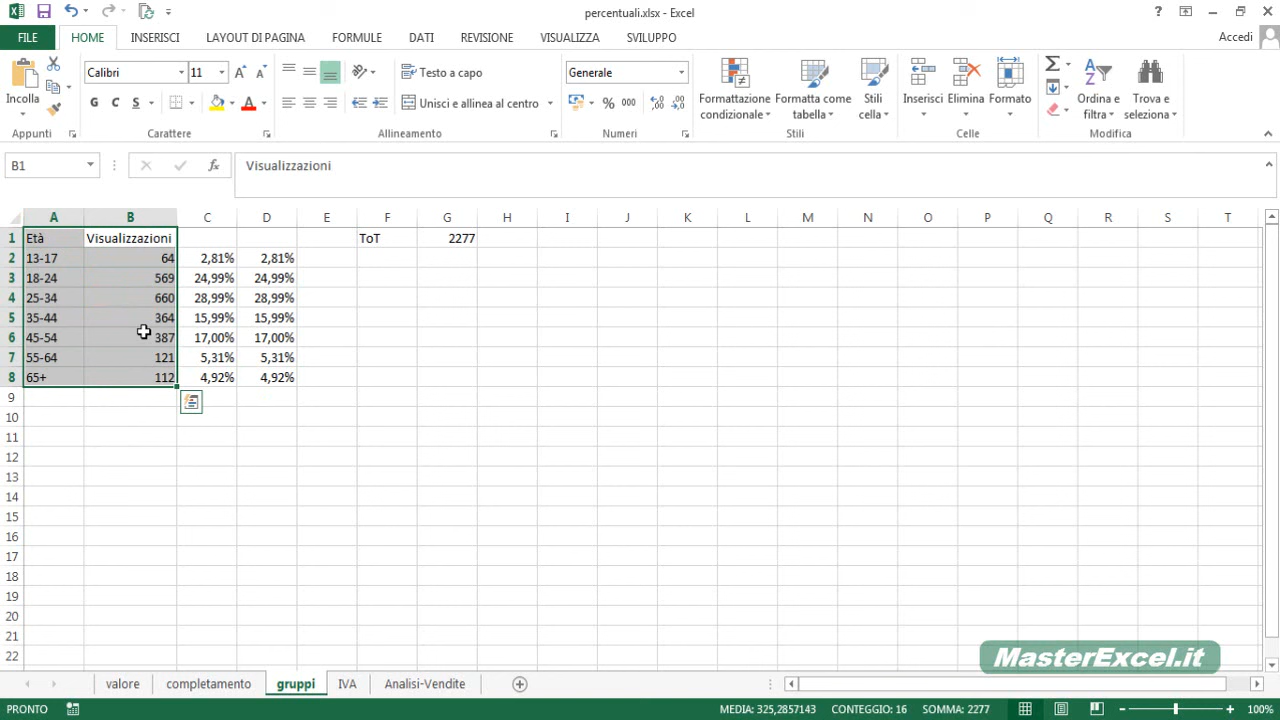 percentuali.xlsx - Excel
FILE HOME INSERISCI LAYOUT DI PAGINA FORMULE DATI REVISIONE VISUALIZZA SVILUPPO Accedi
Incolla
Calibri 11
G C S
Testo a capo
Unisci e allinea al centro
Generale
% 000
Formattazione condizionale
Formatta come tabella
Stili cella
Inserisci
Elimina
Formato
Ordina e filtra
Trova e seleziona
Appunti Carattere Allineamento Numeri Stili Celle Modifica
B1 fx Visualizzazioni
A B C D E F G H I J K L M N O P Q R S T
1 Età Visualizzazioni ToT 2277
2 13-17 64 2,81% 2,81%
3 18-24 569 24,99% 24,99%
4 25-34 660 28,99% 28,99%
5 35-44 364 15,99% 15,99%
6 45-54 387 17,00% 17,00%
7 55-64 121 5,31% 5,31%
8 65+ 112 4,92% 4,92%
9
10
11
12
13
14
15
16
17
18
19
20
21
22
MasterExcel.it
valore completamento gruppi IVA Analisi-Vendite
PRONTO MEDIA: 325,2857143 CONTEGGIO: 16 SOMMA: 2277 100%